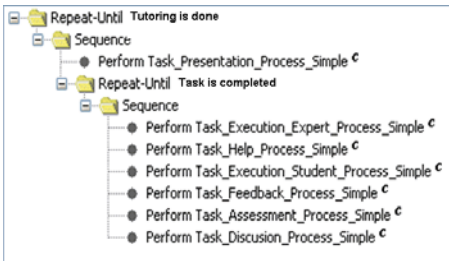 Repeat-Until Tutoring is done
Sequence
Perform Task_Presentation_Process_Simple c
Repeat-Until Task is completed
Sequence
Perform Task_Execution_Expert_Process_Simple c
Perform Task_Help_Process_Simple c
Perform Task_Execution_Student_Process_Simple c
Perform Task_Feedback_Process_Simple c
Perform Task_Assessment_Process_Simple c
Perform Task_Discusion_Process_Simple c